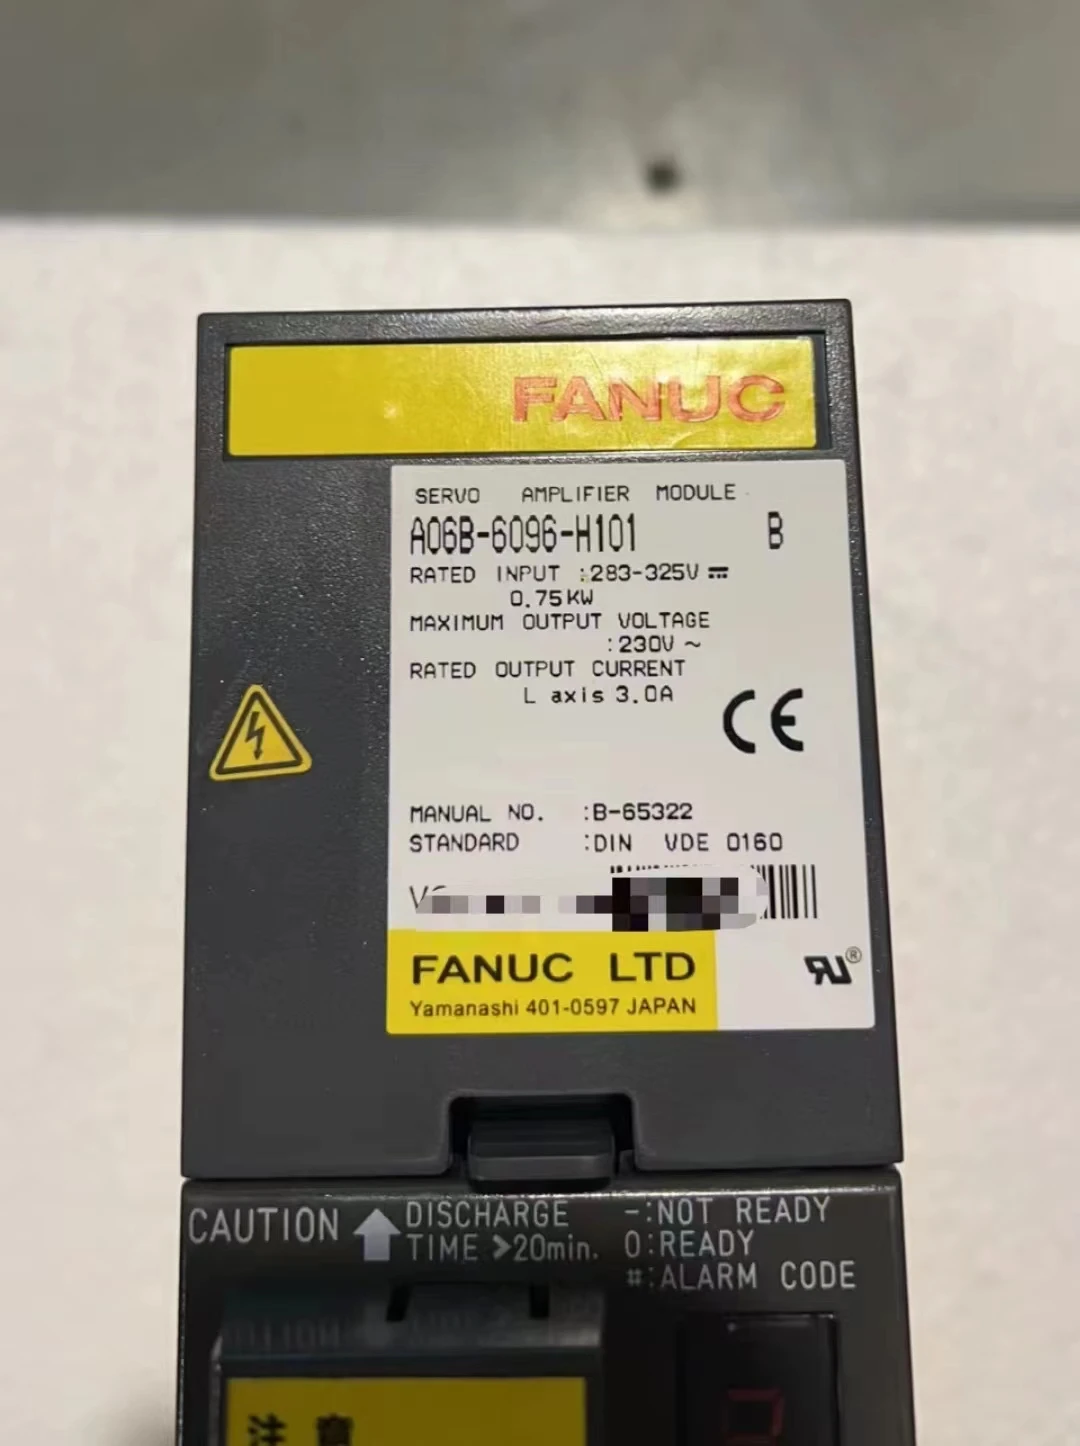 FANUC
SERVO AMPLIFIER MODULE
A06B-6096-H101 B
RATED INPUT :283-325V ⎓
0.75KW
MAXIMUM OUTPUT VOLTAGE
:230V ~
RATED OUTPUT CURRENT
L axis 3.0A
CE
MANUAL NO. :B-65322
STANDARD :DIN VDE 0160
FANUC LTD
Yamanashi 401-0597 JAPAN
CAUTION
DISCHARGE
TIME >20min.
-:NOT READY
0:READY
#:ALARM CODE
注意